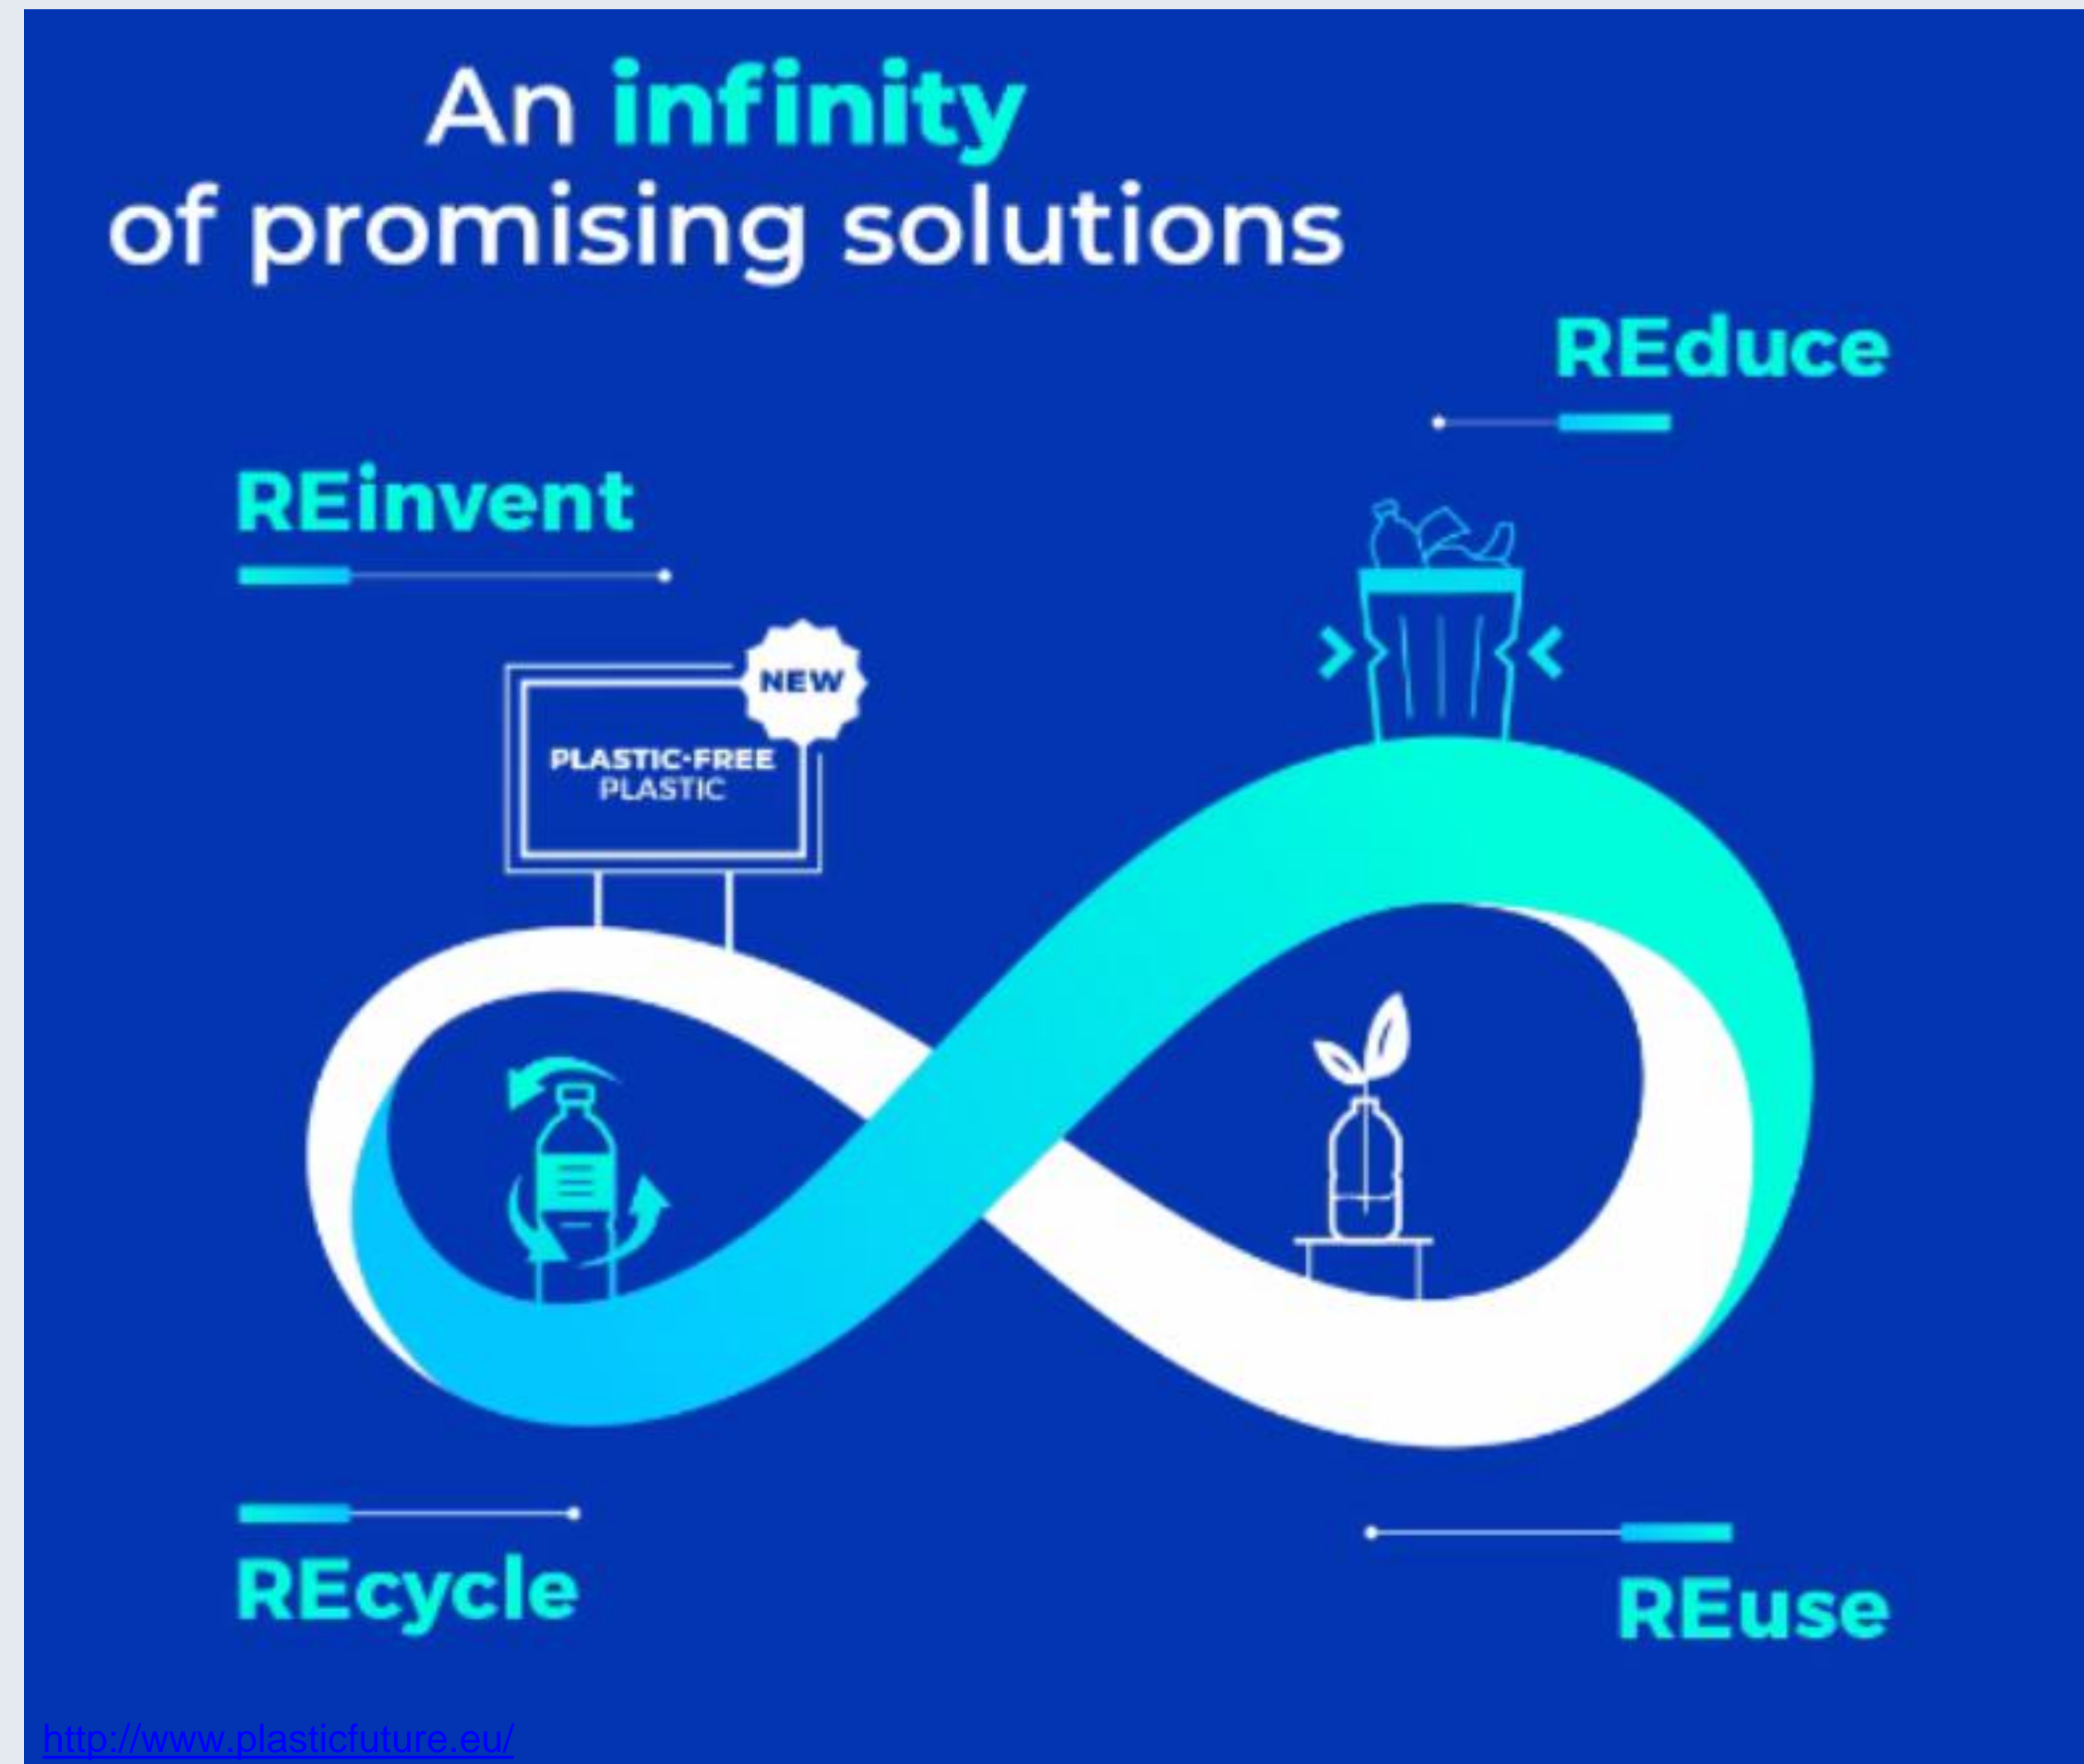 An infinity
of promising solutions
REduce
REinvent
NEW
PLASTIC-FREE
PLASTIC
REcycle
REuse
http://www.plasticfuture.eu/